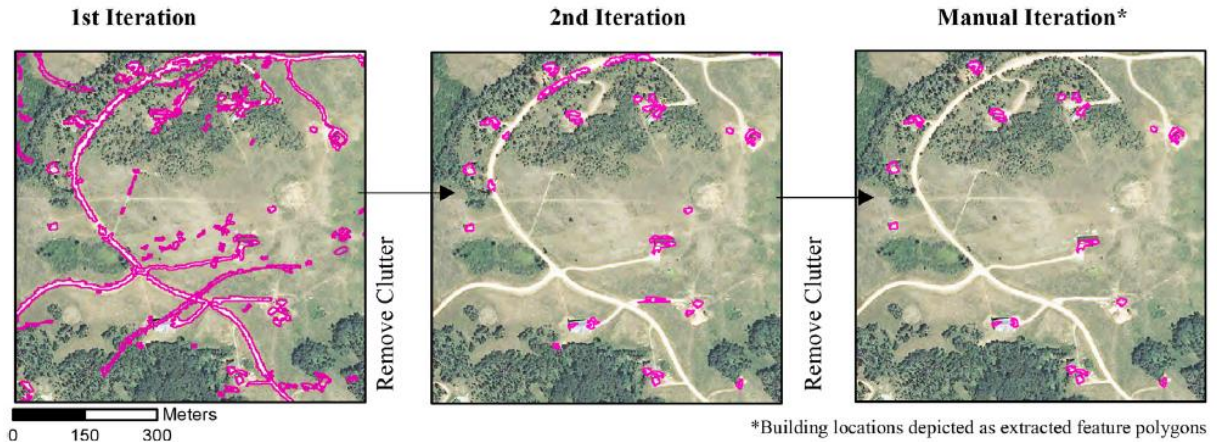 1st Iteration
2nd Iteration
Manual Iteration*
Remove Clutter
Remove Clutter
Meters
0 150 300
*Building locations depicted as extracted feature polygons